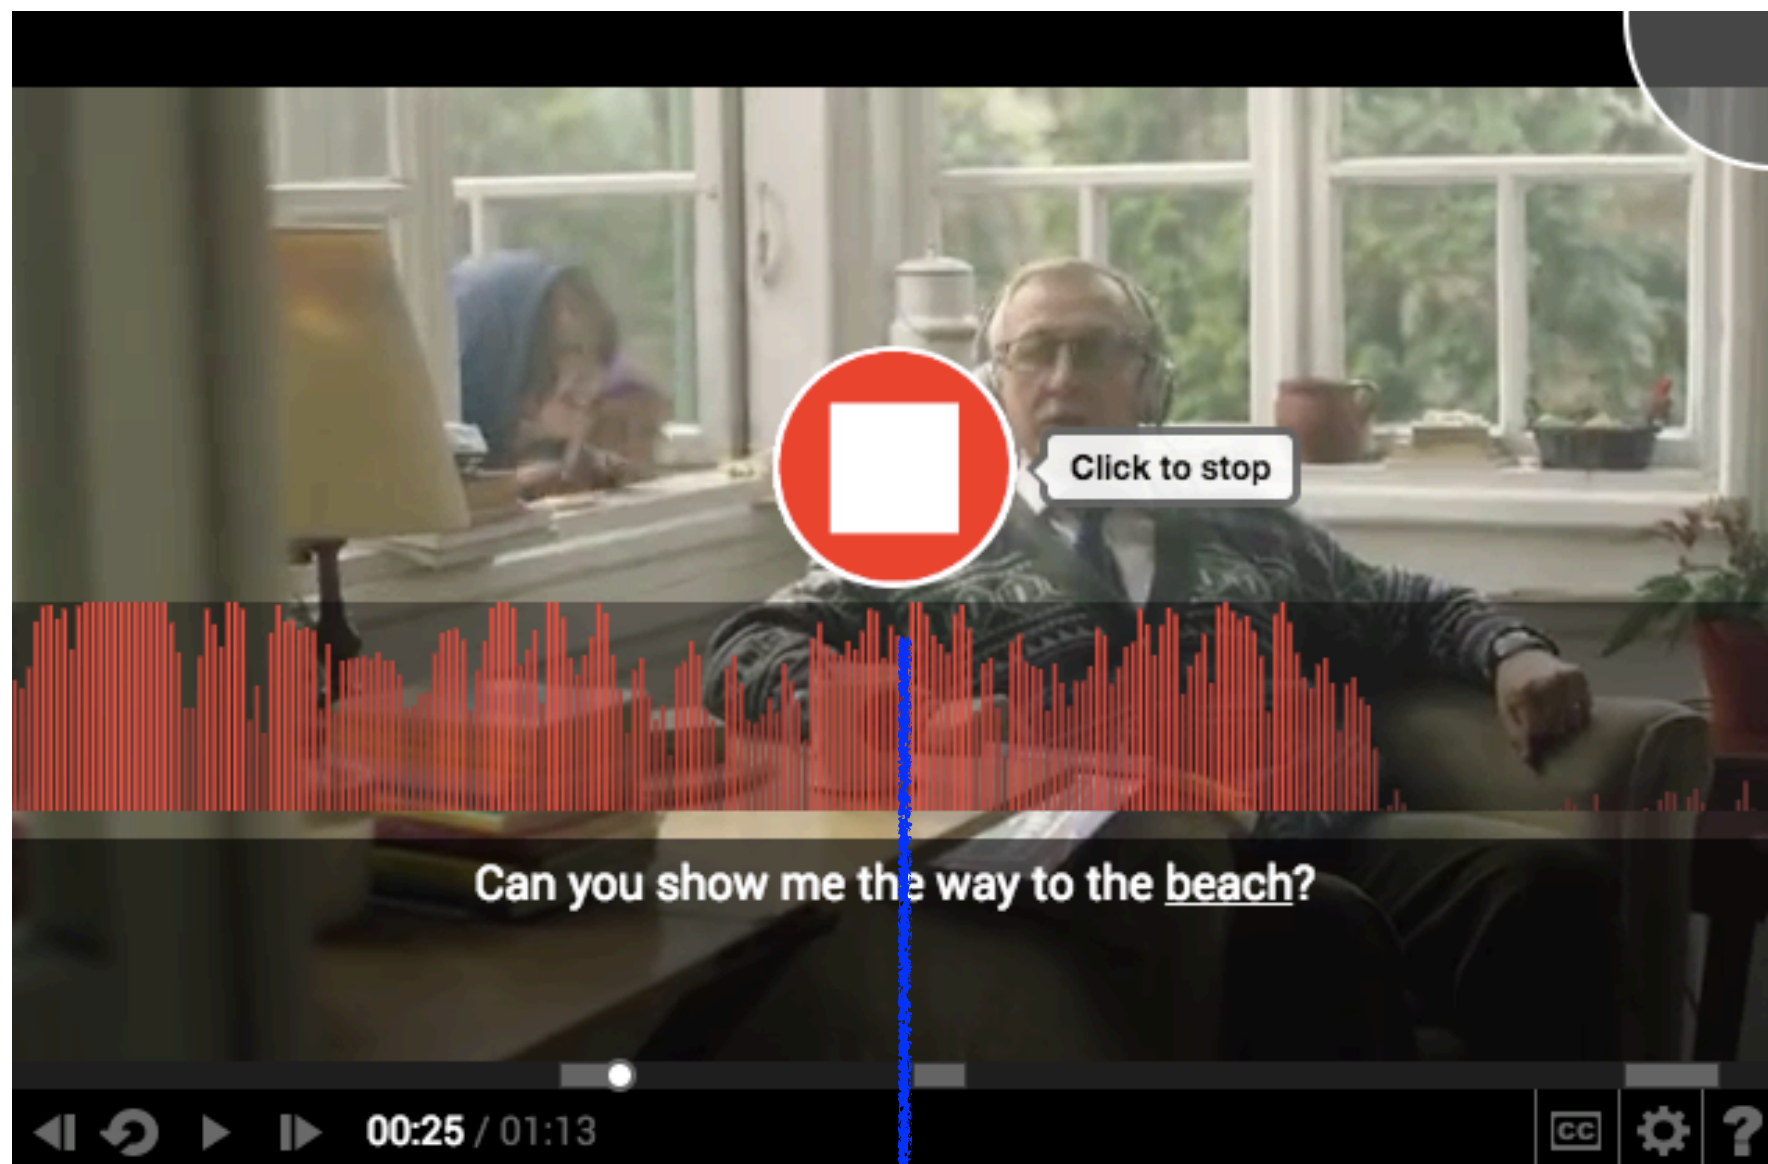 Click to stop
Can you show me the way to the beach?
00:25 / 01:13
CC
?